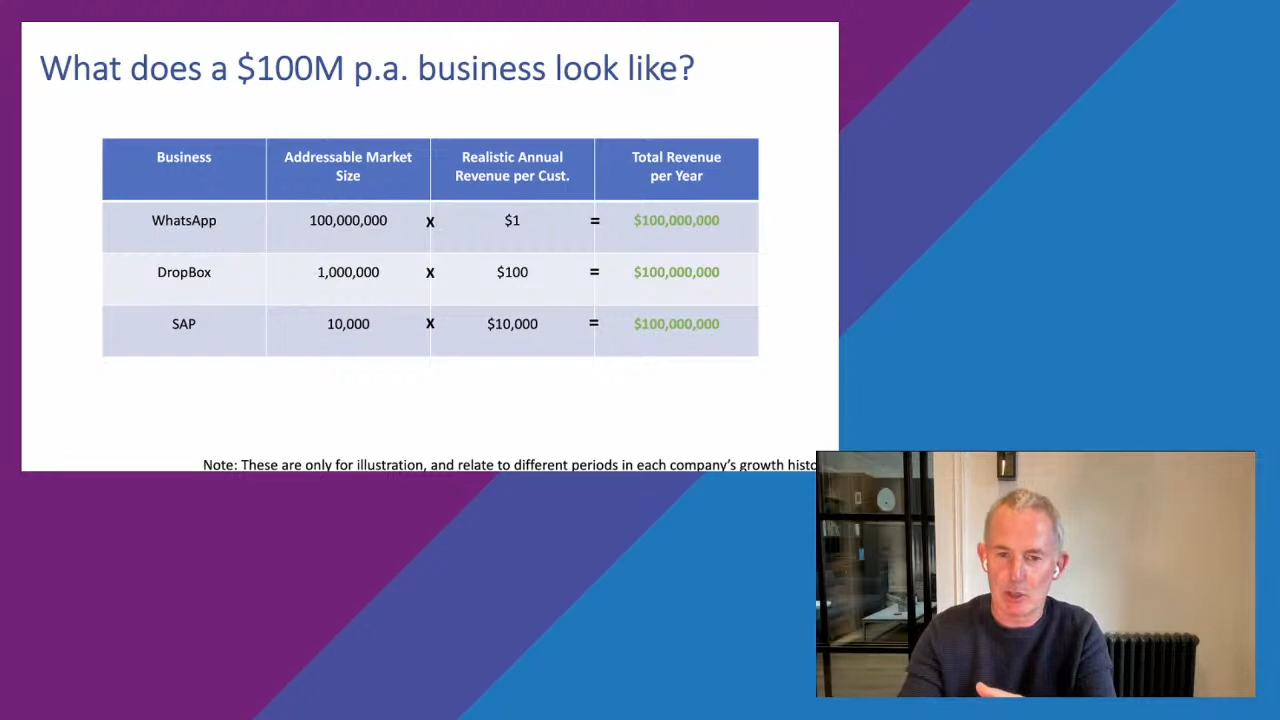 What does a $100M p.a. business look like?
Business Addressable Market Size Realistic Annual Revenue per Cust. Total Revenue per Year
WhatsApp 100,000,000 x $1 = $100,000,000
DropBox 1,000,000 x $100 = $100,000,000
SAP 10,000 x $10,000 = $100,000,000
Note: These are only for illustration, and relate to different periods in each company's growth histo